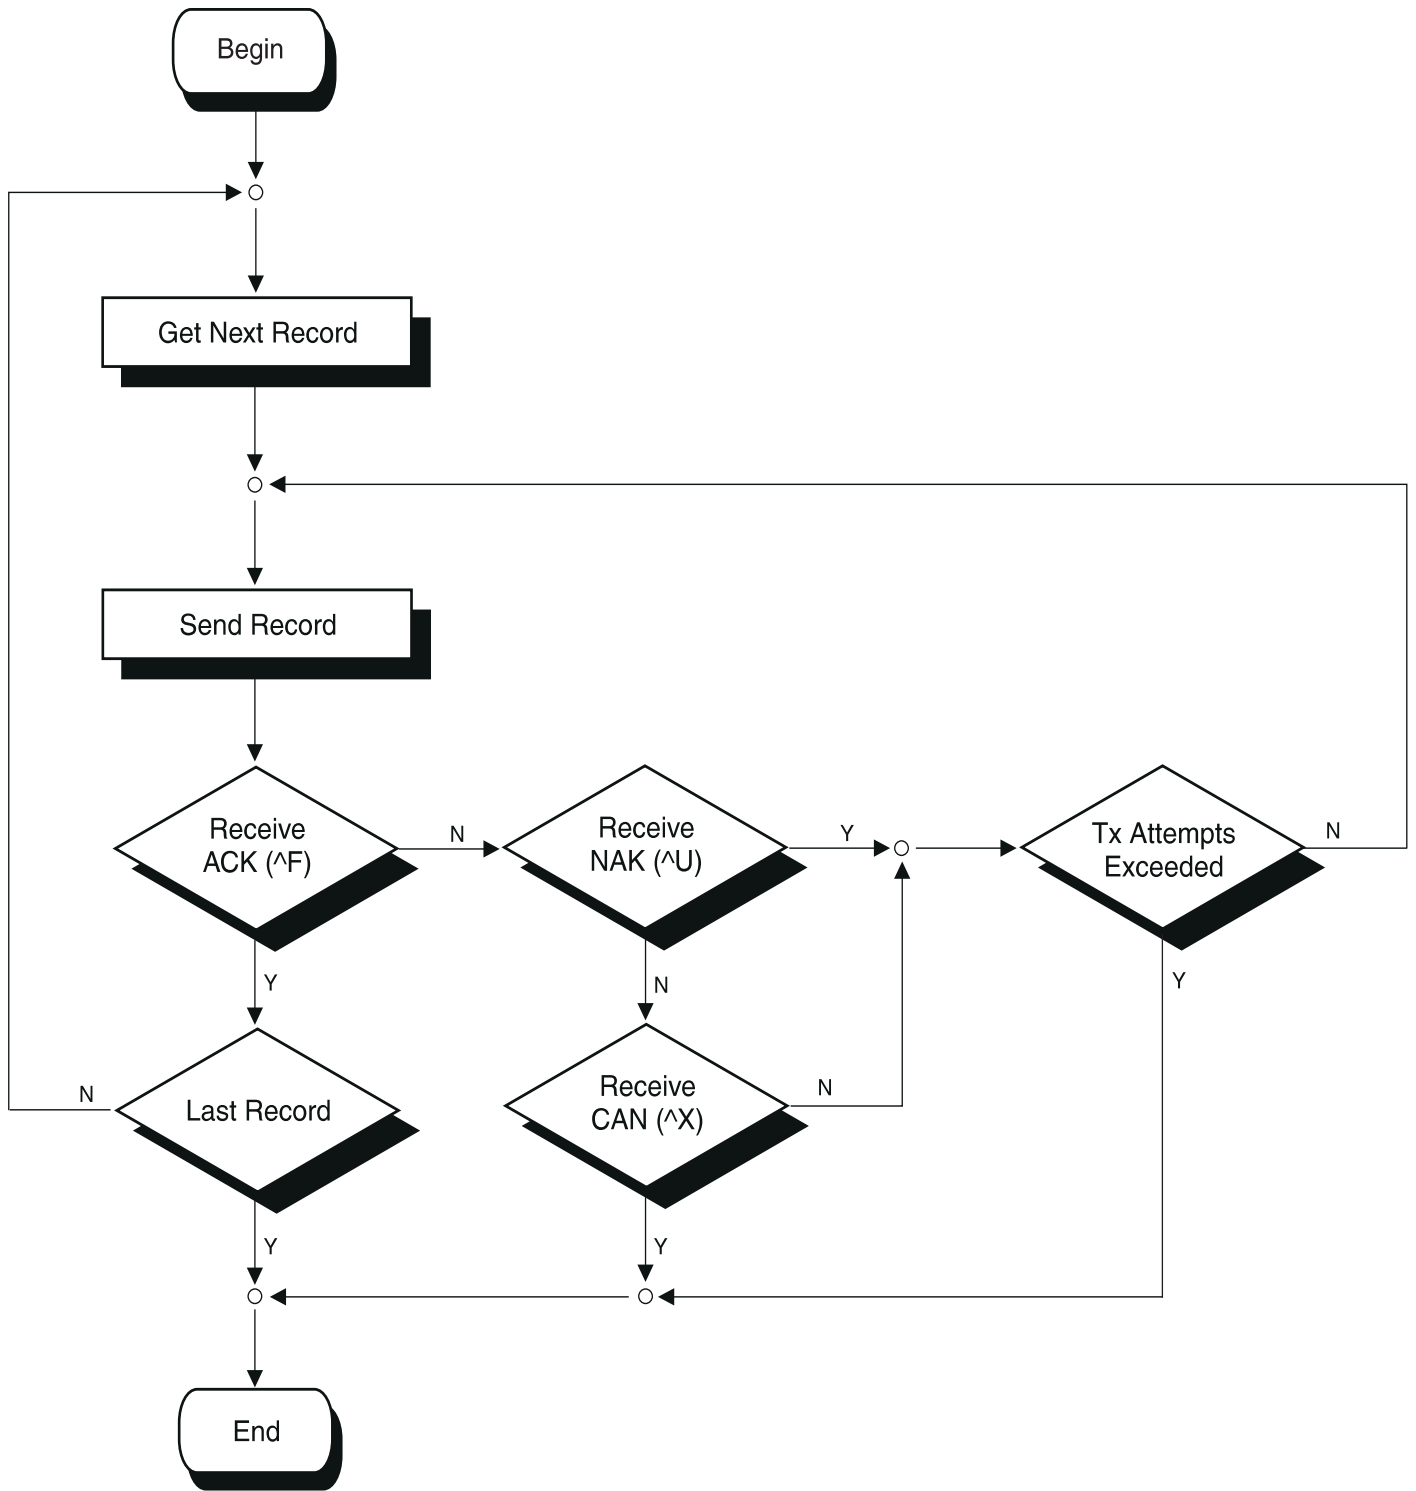 Begin
Get Next Record
Send Record
Receive
ACK (^F)
N
Receive
NAK (^U)
Y
Tx Attempts
Exceeded
N
Y
N
Y
N
Last Record
Receive
CAN (^X)
N
Y
Y
End